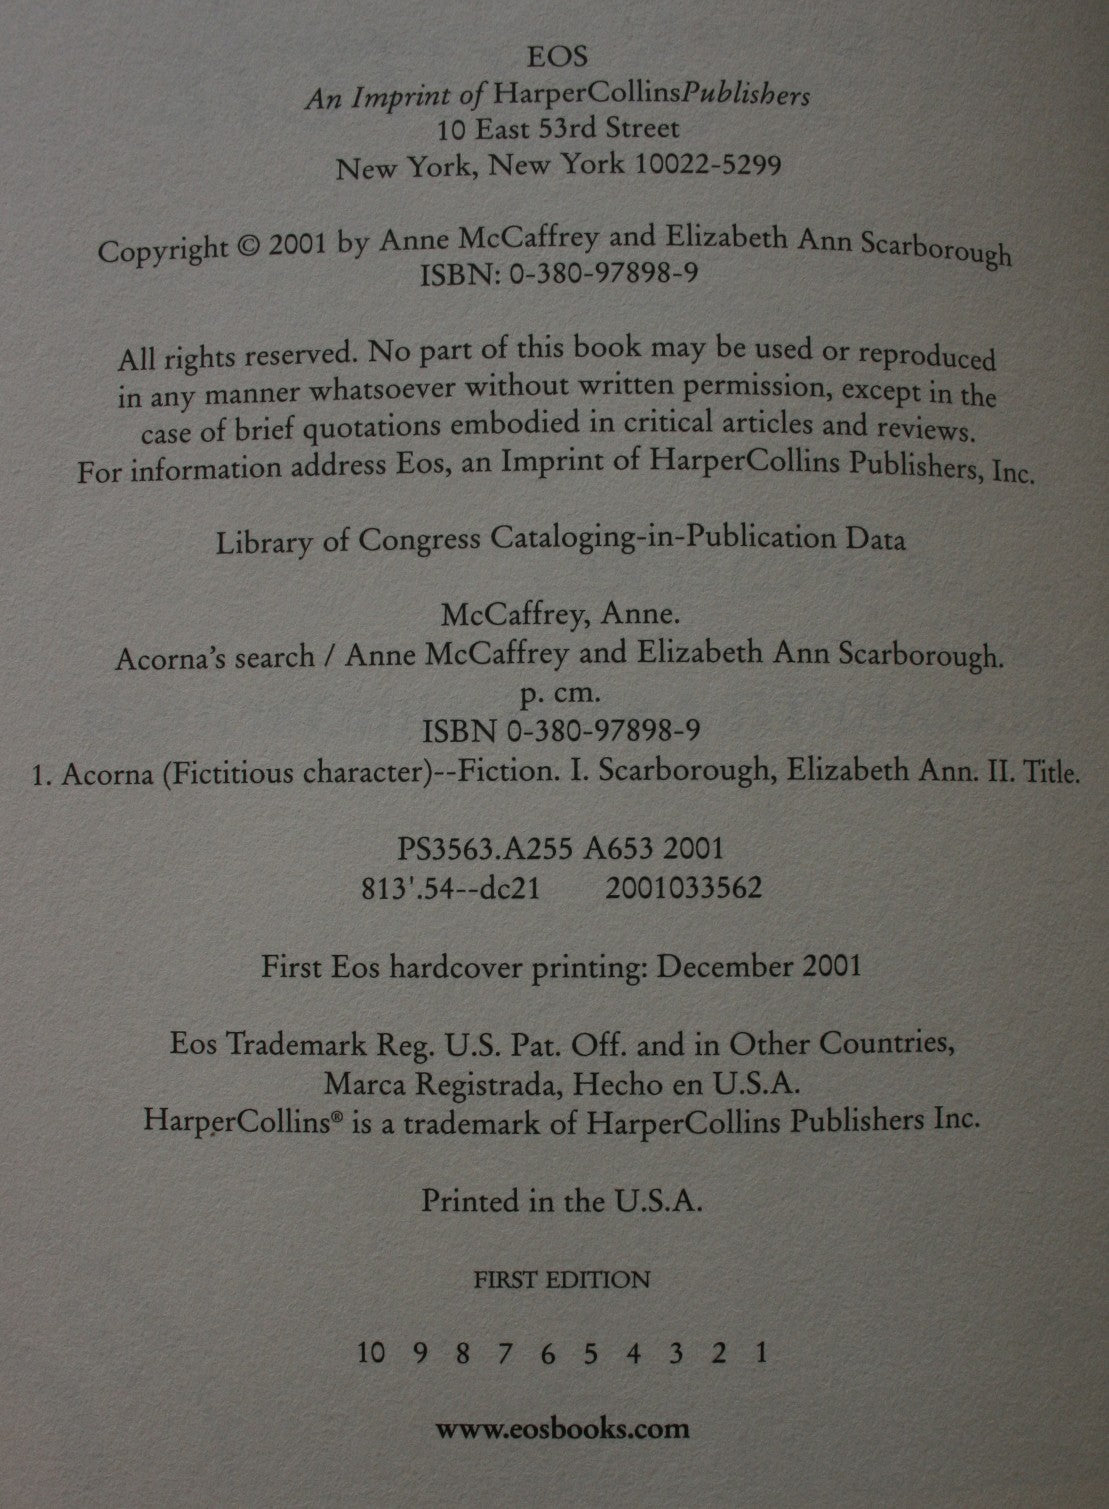 EOS
An Imprint of HarperCollinsPublishers
10 East 53rd Street
New York, New York 10022-5299
Copyright © 2001 by Anne McCaffrey and Elizabeth Ann Scarborough
ISBN: 0-380-97898-9
All rights reserved. No part of this book may be used or reproduced
in any manner whatsoever without written permission, except in the
case of brief quotations embodied in critical articles and reviews.
For information address Eos, an Imprint of HarperCollins Publishers, Inc.
Library of Congress Cataloging-in-Publication Data
McCaffrey, Anne.
Acorna's search / Anne McCaffrey and Elizabeth Ann Scarborough.
p. cm.
ISBN 0-380-97898-9
1. Acorna (Fictitious character)--Fiction. I. Scarborough, Elizabeth Ann. II. Title.
PS3563.A255 A653 2001
813'.54--dc21 2001033562
First Eos hardcover printing: December 2001
Eos Trademark Reg. U.S. Pat. Off. and in Other Countries,
Marca Registrada, Hecho en U.S.A.
HarperCollins® is a trademark of HarperCollins Publishers Inc.
Printed in the U.S.A.
FIRST EDITION
10 9 8 7 6 5 4 3 2 1
www.eosbooks.com